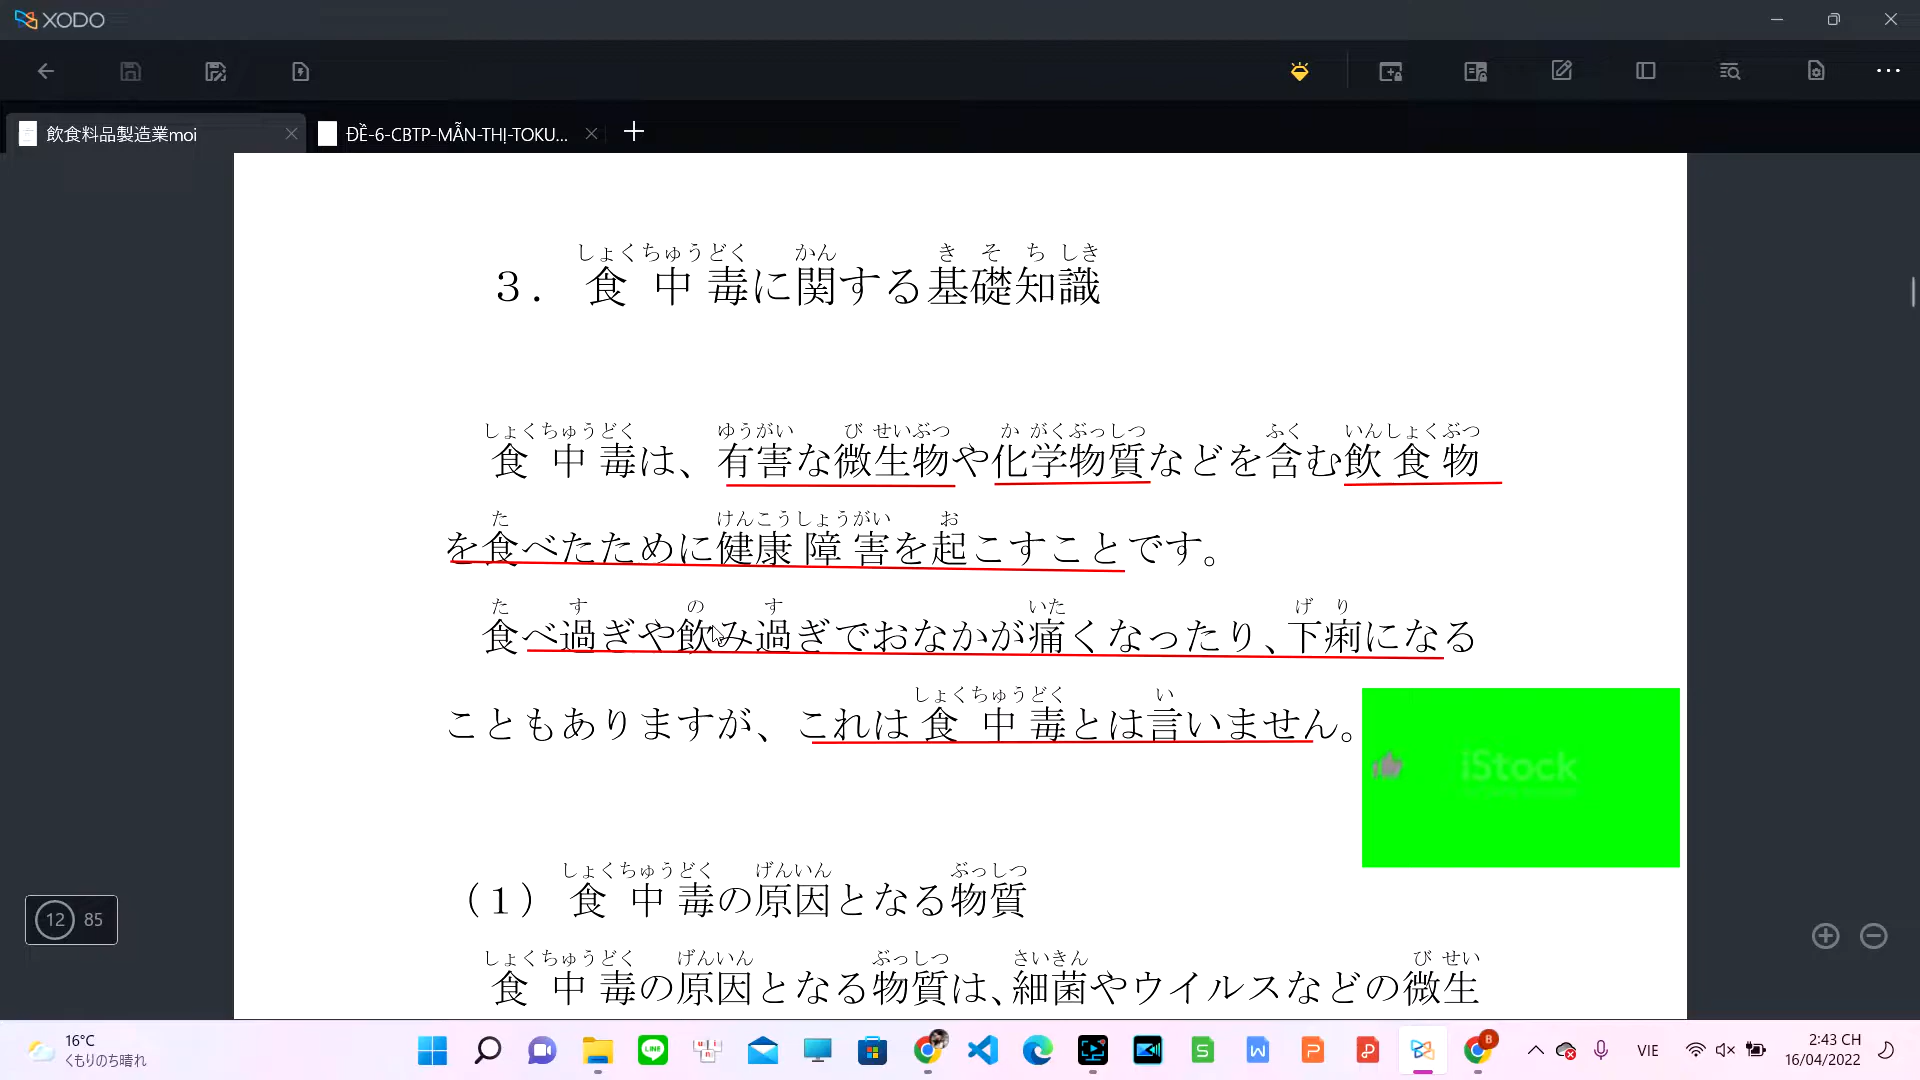 XODO
飲食料品製造業moi
ĐỀ-6-CBTP-MẪN-THỊ-TOKU...
しょくちゅうどく かん き そ ち しき
３．食中毒に関する基礎知識
しょくちゅうどく ゆうがい び せいぶつ か がくぶっしつ ふく いんしょくぶつ
食中毒は、有害な微生物や化学物質などを含む飲食物
た けんこうしょうがい お
を食べたために健康障害を起こすことです。
た す の す いた げ り
食べ過ぎや飲み過ぎでおなかが痛くなったり、下痢になる
しょくちゅうどく い
こともありますが、これは食中毒とは言いません。
iStock
しょくちゅうどく げんいん ぶっしつ
（１）食中毒の原因となる物質
しょくちゅうどく げんいん ぶっしつ さいきん び せい
食中毒の原因となる物質は、細菌やウイルスなどの微生
12 85
16°C
くもりのち晴れ
VIE
2:43 CH
16/04/2022